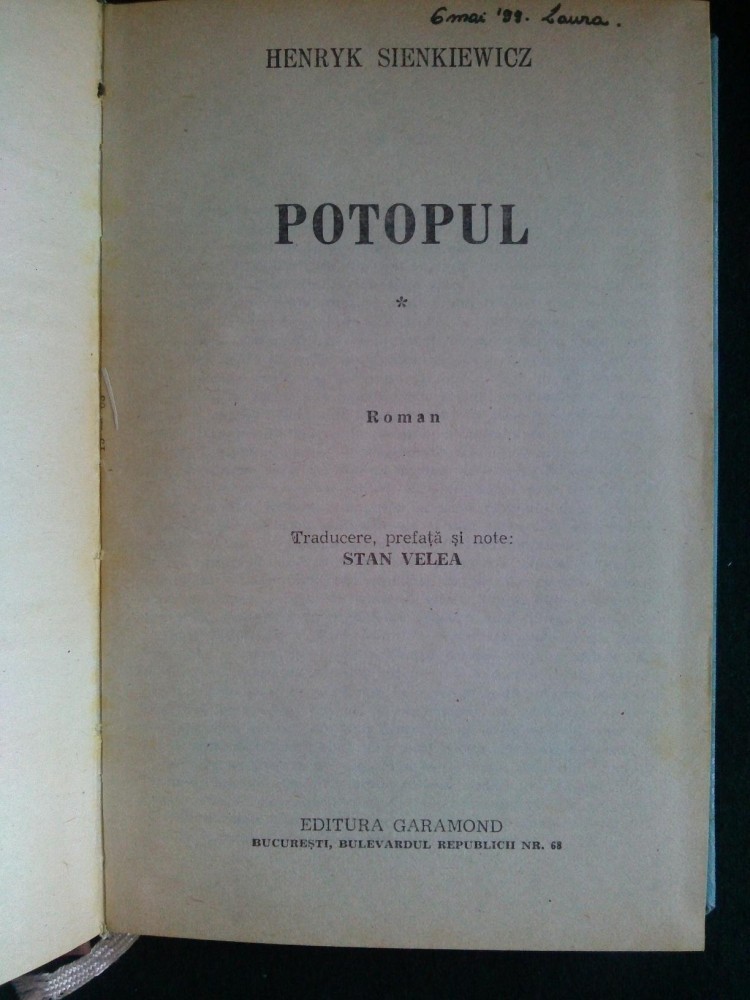 6 mai '99. Laura.
HENRYK SIENKIEWICZ
POTOPUL
*
Roman
Traducere, prefață și note:
STAN VELEA
EDITURA GARAMOND
BUCUREȘTI, BULEVARDUL REPUBLICII NR. 68